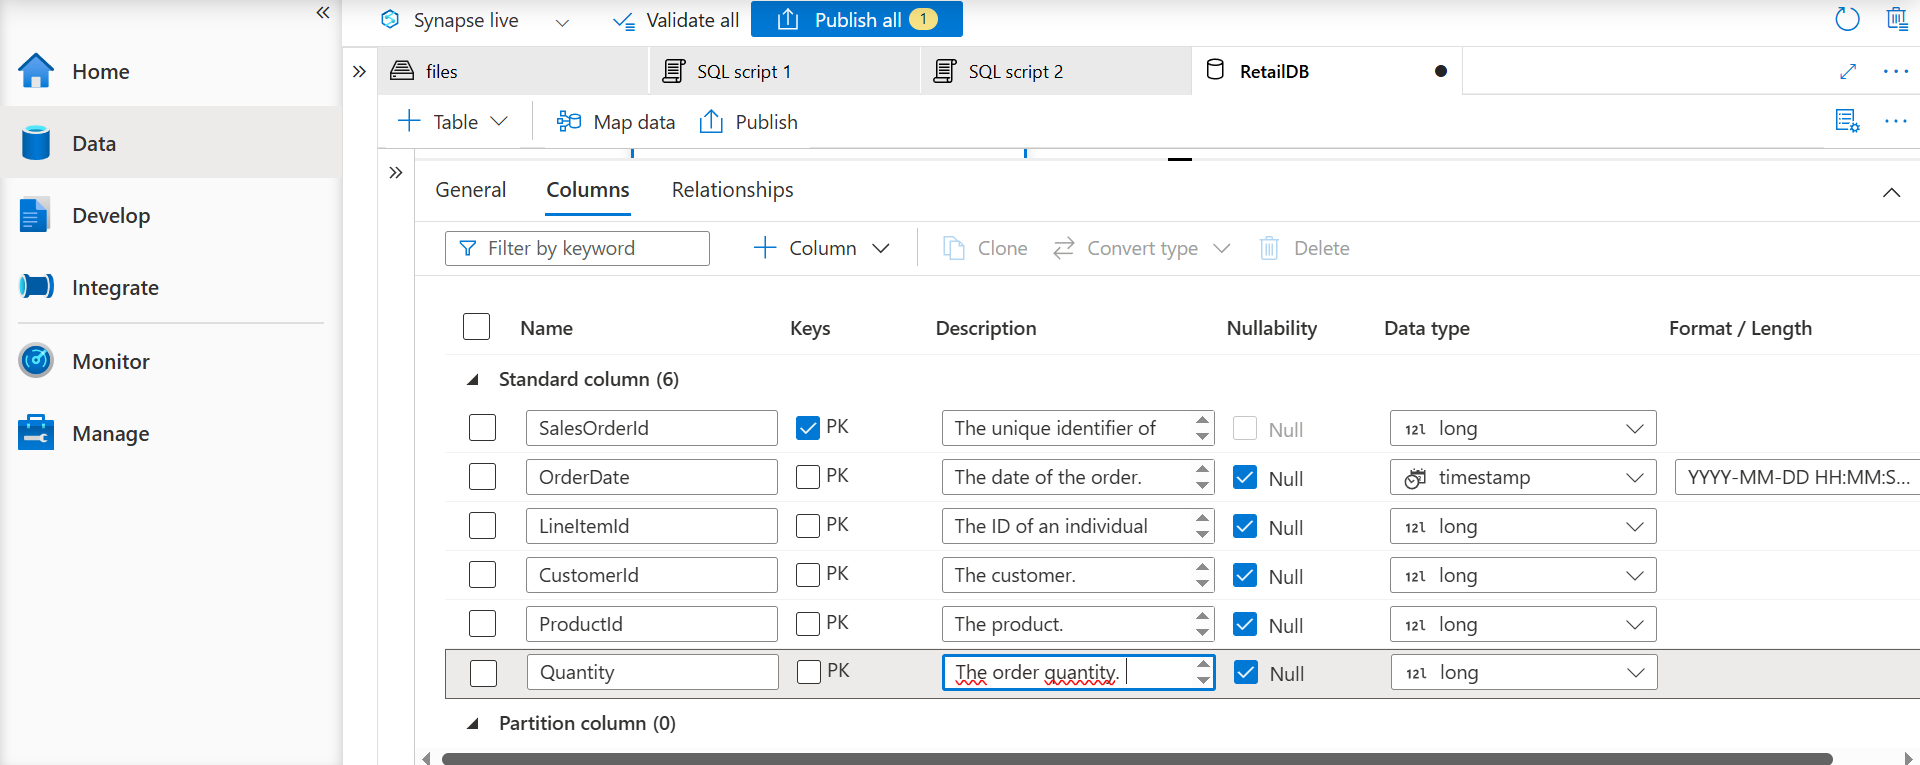 «
Synapse live
Validate all
Publish all 1
Home
Data
Develop
Integrate
Monitor
Manage
»
files
SQL script 1
SQL script 2
RetailDB
...
Table
Map data
Publish
...
»
General
Columns
Relationships
Filter by keyword
Column
Clone
Convert type
Delete
Name Keys Description Nullability Data type Format / Length
Standard column (6)
SalesOrderId PK The unique identifier of Null 12l long
OrderDate PK The date of the order. Null timestamp YYYY-MM-DD HH:MM:S...
LineItemId PK The ID of an individual Null 12l long
CustomerId PK The customer. Null 12l long
ProductId PK The product. Null 12l long
Quantity PK The order quantity. Null 12l long
Partition column (0)